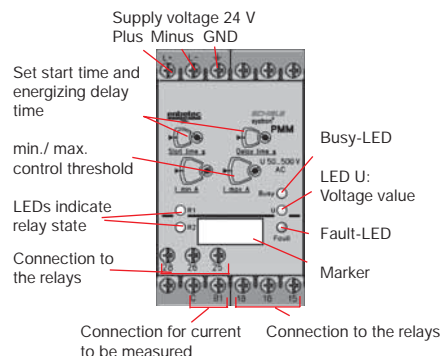 Supply voltage 24 V
Plus Minus GND
Set start time and
energizing delay
time
enbetec
PMM
Start time s
Delay time s
min./ max.
control threshold
U 50..500 V
AC
I min A
I max A
Busy
Busy-LED
LEDs indicate
relay state
R1
U
LED U:
Voltage value
R2
Fault
Fault-LED
Marker
Connection to
the relays
28 26 25
C B1 18 16 15
Connection for current
to be measured
Connection to the relays